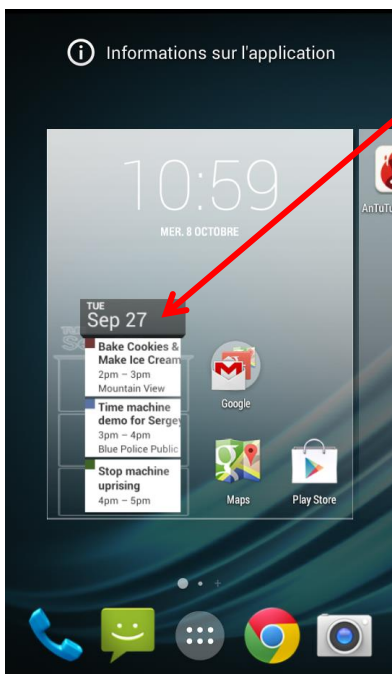 Informations sur l'application
10:59
MER. 8 OCTOBRE
AnTuTu
TUE
Sep 27
Bake Cookies &
Make Ice Cream
2pm – 3pm
Mountain View
Time machine
demo for Sergey
3pm – 4pm
Blue Police Public
Stop machine
uprising
4pm – 5pm
Google
Maps
Play Store